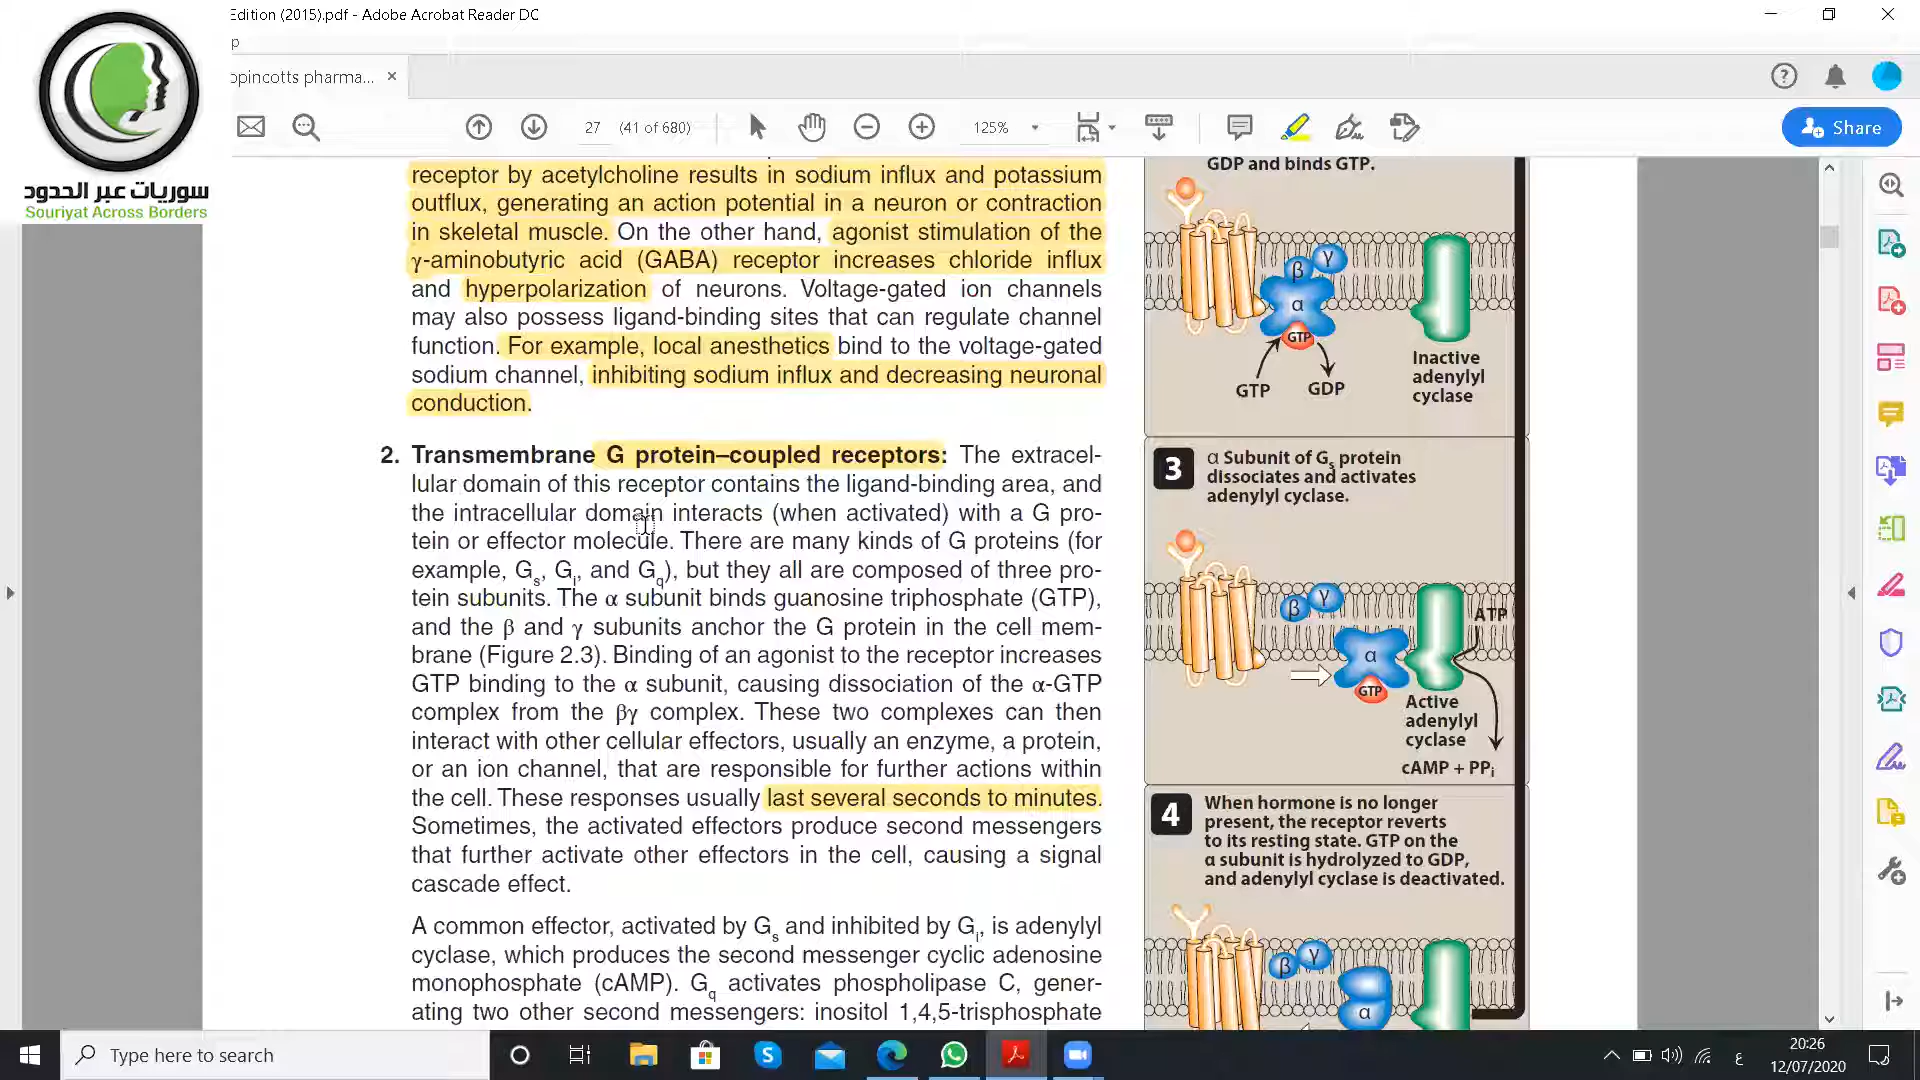 Edition (2015).pdf - Adobe Acrobat Reader DC
p
opincotts pharma...
27 (41 of 680)
125%
Share
سوريات عبر الحدود
Souriyat Across Borders
receptor by acetylcholine results in sodium influx and potassium
outflux, generating an action potential in a neuron or contraction
in skeletal muscle. On the other hand, agonist stimulation of the
γ-aminobutyric acid (GABA) receptor increases chloride influx
and hyperpolarization of neurons. Voltage-gated ion channels
may also possess ligand-binding sites that can regulate channel
function. For example, local anesthetics bind to the voltage-gated
sodium channel, inhibiting sodium influx and decreasing neuronal
conduction.
2. Transmembrane G protein–coupled receptors: The extracel-
lular domain of this receptor contains the ligand-binding area, and
the intracellular domain interacts (when activated) with a G pro-
tein or effector molecule. There are many kinds of G proteins (for
example, Gs, Gi, and Gq), but they all are composed of three pro-
tein subunits. The α subunit binds guanosine triphosphate (GTP),
and the β and γ subunits anchor the G protein in the cell mem-
brane (Figure 2.3). Binding of an agonist to the receptor increases
GTP binding to the α subunit, causing dissociation of the α-GTP
complex from the βγ complex. These two complexes can then
interact with other cellular effectors, usually an enzyme, a protein,
or an ion channel, that are responsible for further actions within
the cell. These responses usually last several seconds to minutes.
Sometimes, the activated effectors produce second messengers
that further activate other effectors in the cell, causing a signal
cascade effect.
A common effector, activated by Gs and inhibited by Gi, is adenylyl
cyclase, which produces the second messenger cyclic adenosine
monophosphate (cAMP). Gq activates phospholipase C, gener-
ating two other second messengers: inositol 1,4,5-trisphosphate
GDP and binds GTP.
γ
β
α
GTP
GTP
GDP
Inactive
adenylyl
cyclase
3
α Subunit of Gs protein
dissociates and activates
adenylyl cyclase.
β
γ
ATP
α
GTP
Active
adenylyl
cyclase
cAMP + PPi
4
When hormone is no longer
present, the receptor reverts
to its resting state. GTP on the
α subunit is hydrolyzed to GDP,
and adenylyl cyclase is deactivated.
β
γ
α
Type here to search
ع
20:26
12/07/2020